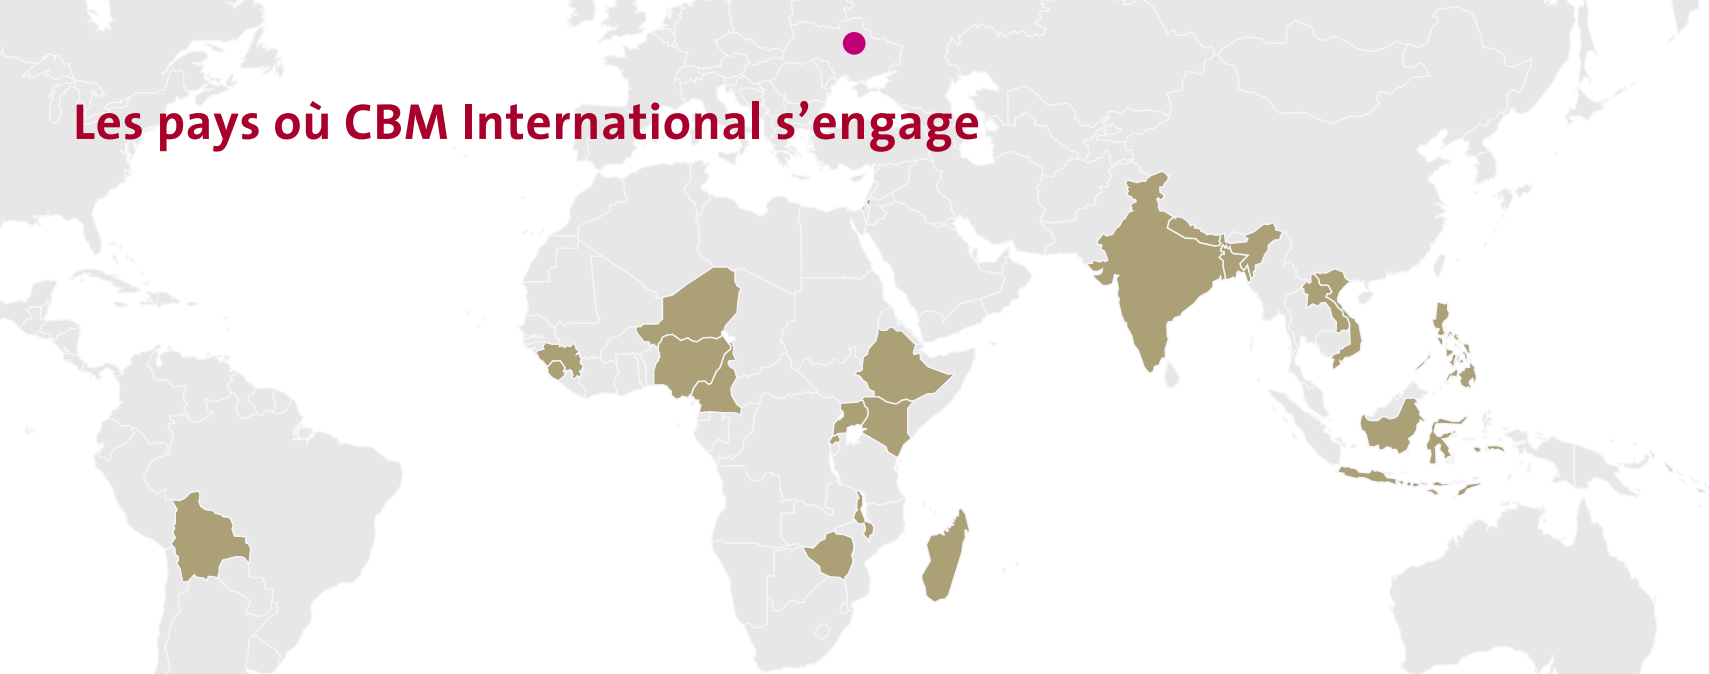 Les pays où CBM International s’engage